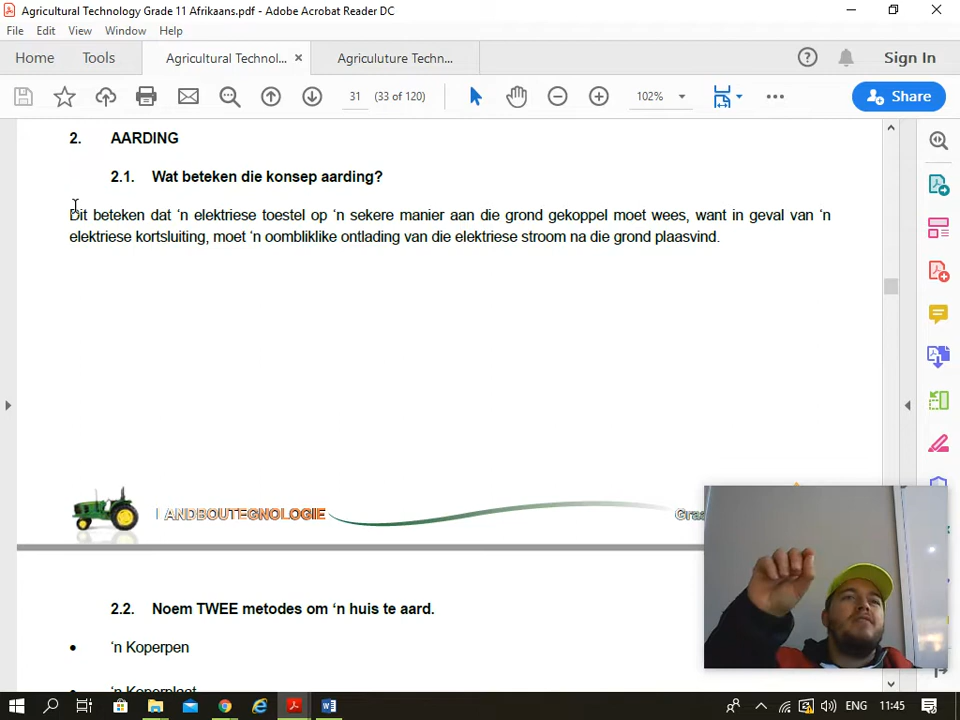 Agricultural Technology Grade 11 Afrikaans.pdf - Adobe Acrobat Reader DC
File Edit View Window Help
Home Tools Agricultural Technol... × Agriculuture Techn... Sign In
31 (33 of 120) 102% Share
2. AARDING
2.1. Wat beteken die konsep aarding?
Dit beteken dat ‘n elektriese toestel op ‘n sekere manier aan die grond gekoppel moet wees, want in geval van ‘n
elektriese kortsluiting, moet ‘n oombliklike ontlading van die elektriese stroom na die grond plaasvind.
ANDBOUTEGNOLOGIE Graa
2.2. Noem TWEE metodes om ‘n huis te aard.
• ‘n Koperpen
• ‘n Koperplaat
ENG 11:45